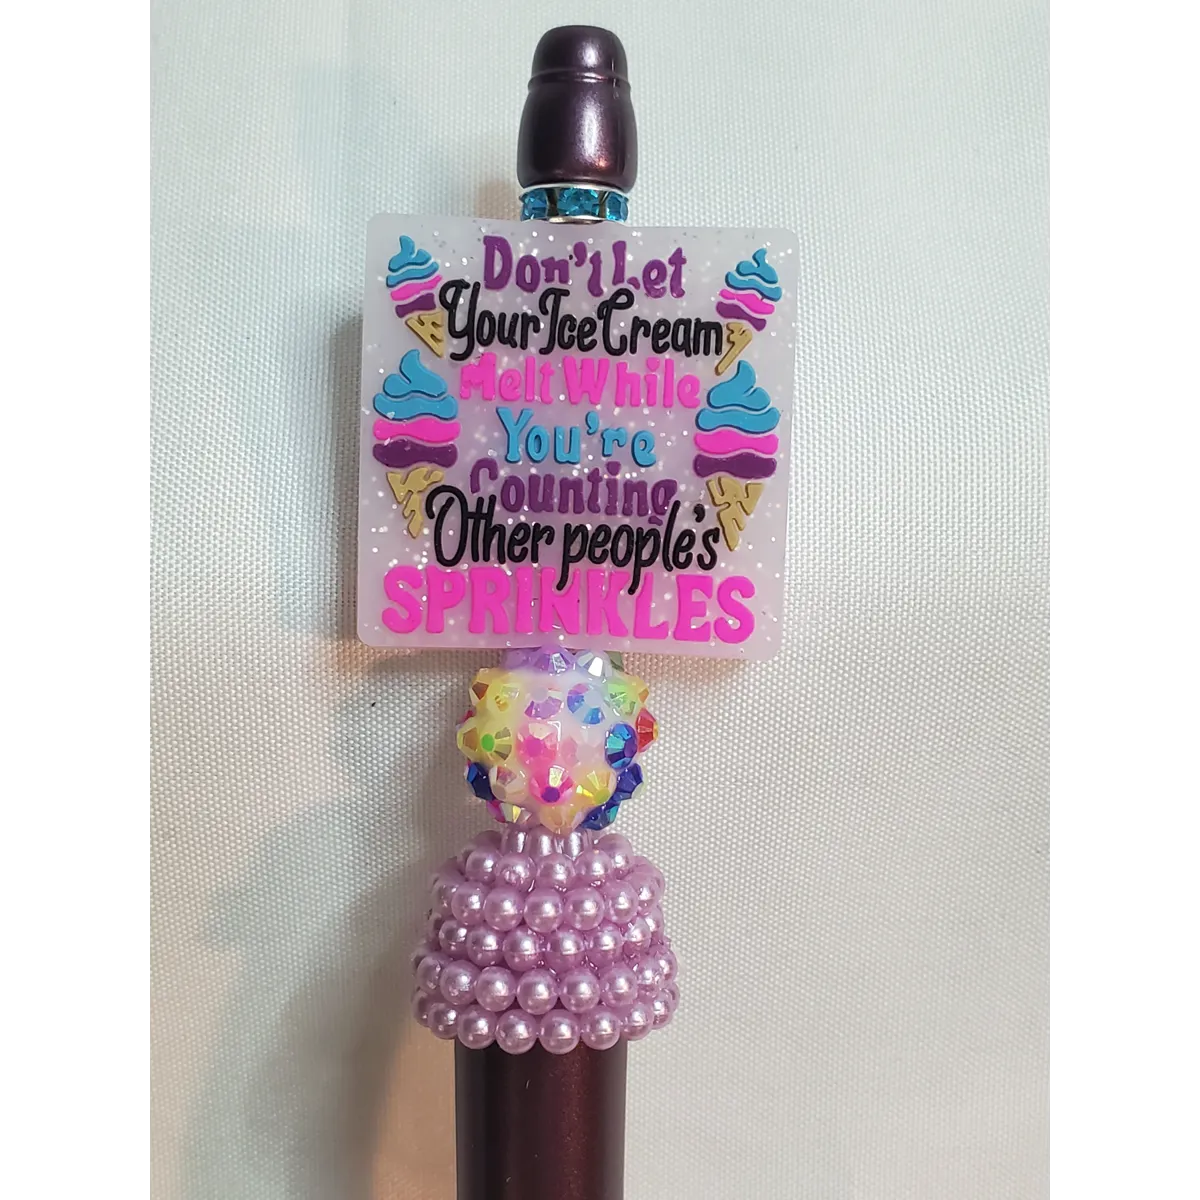 Don't Let
Your Ice Cream
Melt While
You're
Counting
Other people's
SPRINKLES